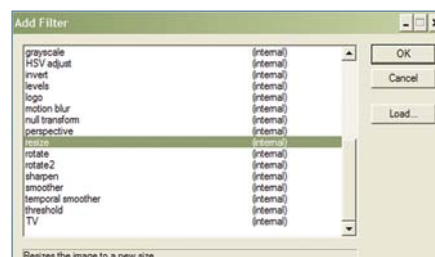 Add Filter
grayscale (internal)
HSV adjust (internal)
invert (internal)
levels (internal)
logo (internal)
motion blur (internal)
null transform (internal)
perspective (internal)
resize (internal)
rotate (internal)
rotate2 (internal)
sharpen (internal)
smoother (internal)
temporal smoother (internal)
threshold (internal)
TV (internal)
OK
Cancel
Load...
Resizes the image to a new size.